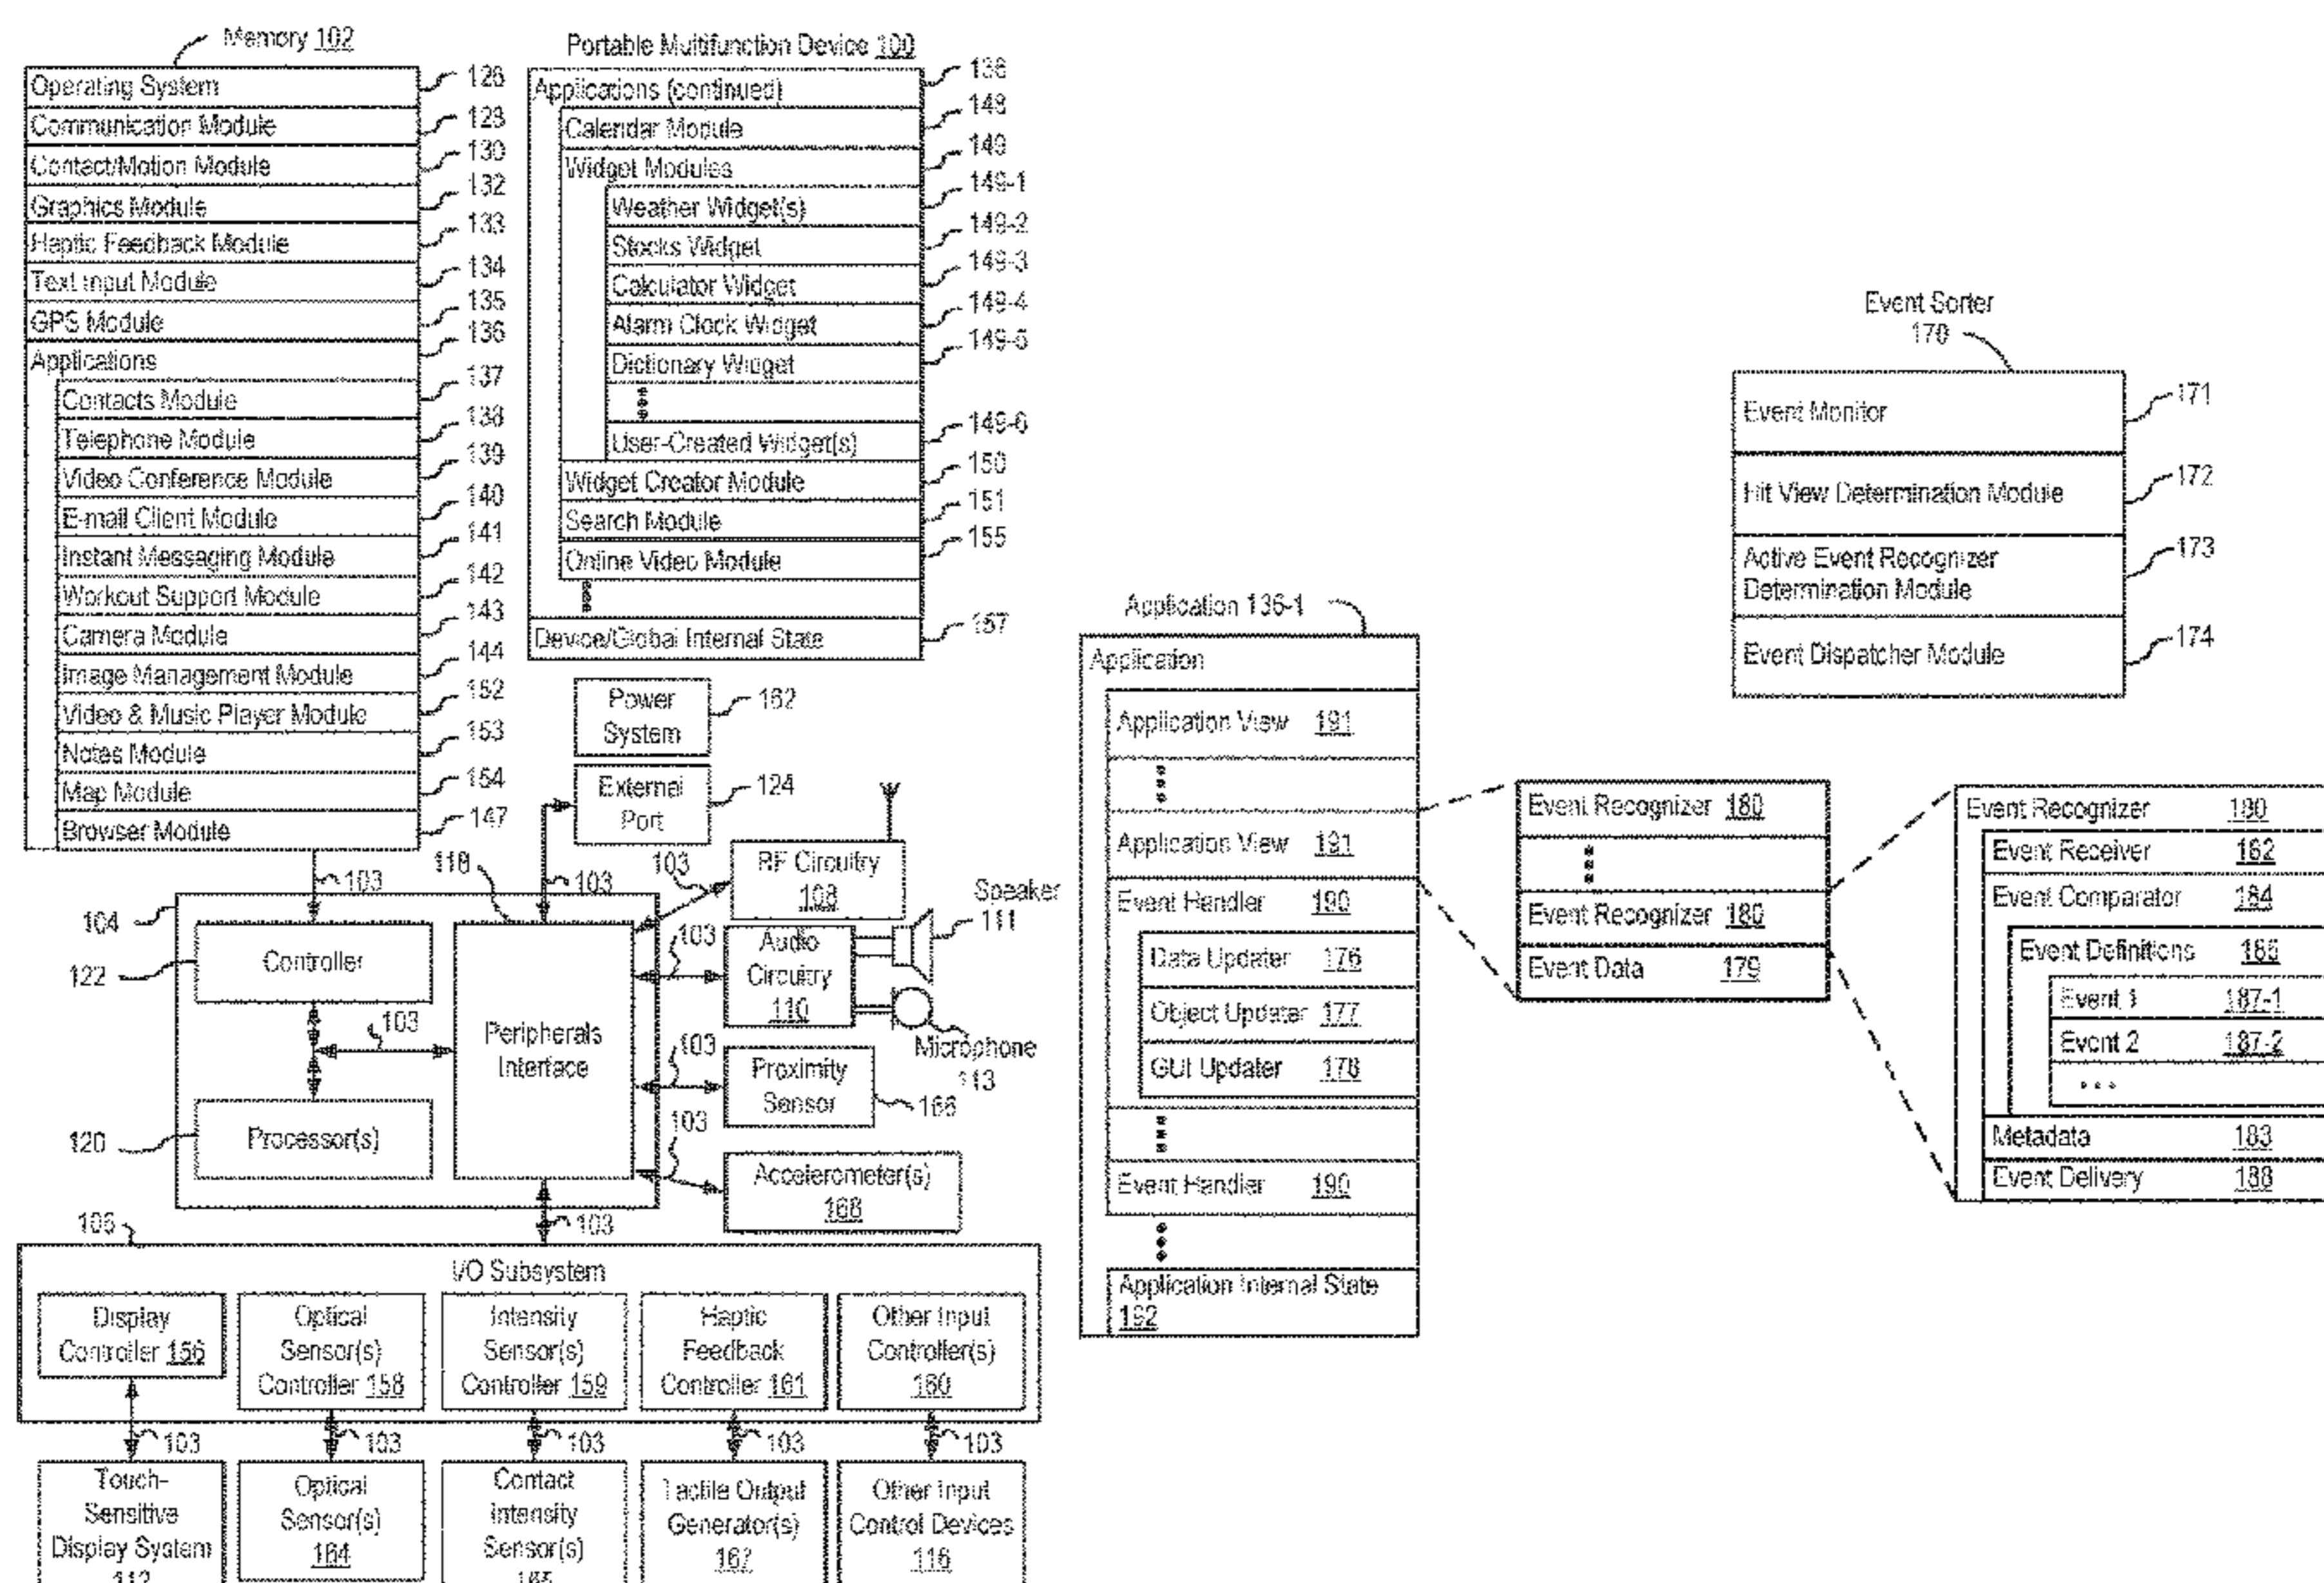 Memory 102
Operating System 126
Communication Module 128
Contact/Motion Module 130
Graphics Module 132
Haptic Feedback Module 133
Text Input Module 134
GPS Module 135
Applications 136
Contacts Module 137
Telephone Module 138
Video Conference Module 139
E-mail Client Module 140
Instant Messaging Module 141
Workout Support Module 142
Camera Module 143
Image Management Module 144
Video & Music Player Module 152
Notes Module 153
Map Module 154
Browser Module 147
Portable Multifunction Device 100
Applications (continued) 136
Calendar Module 148
Widget Modules 149
Weather Widget(s) 149-1
Stocks Widget 149-2
Calculator Widget 149-3
Alarm Clock Widget 149-4
Dictionary Widget 149-5
User-Created Widget(s) 149-6
Widget Creator Module 150
Search Module 151
Online Video Module 155
Device/Global Internal State 157
Power 162
System
External 124
Port
118
103
103
103
RF Circuitry
108
Speaker
111
104
122
Controller
103
Peripherals
Interface
120
Processor(s)
103
Audio
Circuitry
110
Microphone
113
103
Proximity
Sensor
166
103
Accelerometer(s)
168
103
106
I/O Subsystem
Display
Controller 156
Optical
Sensor(s)
Controller 158
Intensity
Sensor(s)
Controller 159
Haptic
Feedback
Controller 161
Other Input
Controller(s)
160
103
103
103
103
103
Touch-
Sensitive
Display System
112
Optical
Sensor(s)
164
Contact
Intensity
Sensor(s)
165
Tactile Output
Generator(s)
167
Other Input
Control Devices
116
Application 136-1
Application
Application View 191
Application View 191
Event Handler 190
Data Updater 176
Object Updater 177
GUI Updater 178
Event Handler 190
Application Internal State
192
Event Sorter
170
Event Monitor 171
Hit View Determination Module 172
Active Event Recognizer 173
Determination Module
Event Dispatcher Module 174
Event Recognizer 180
Event Recognizer 180
Event Data 179
Event Recognizer 180
Event Receiver 182
Event Comparator 184
Event Definitions 186
Event 1 187-1
Event 2 187-2
...
Metadata 183
Event Delivery 188